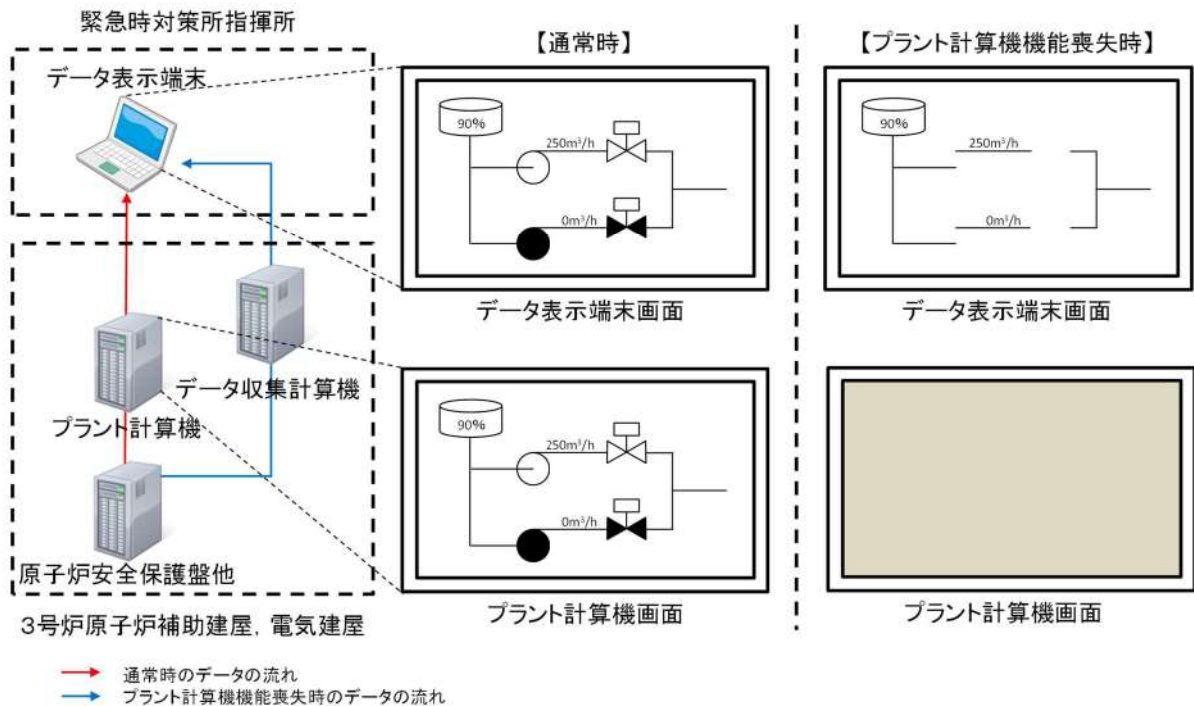 緊急時対策所指揮所
データ表示端末
データ収集計算機
プラント計算機
原子炉安全保護盤他
3号炉原子炉補助建屋，電気建屋
【通常時】
90%
250m³/h
0m³/h
データ表示端末画面
90%
250m³/h
0m³/h
プラント計算機画面
【プラント計算機機能喪失時】
90%
250m³/h
0m³/h
データ表示端末画面
プラント計算機画面
通常時のデータの流れ
プラント計算機機能喪失時のデータの流れ